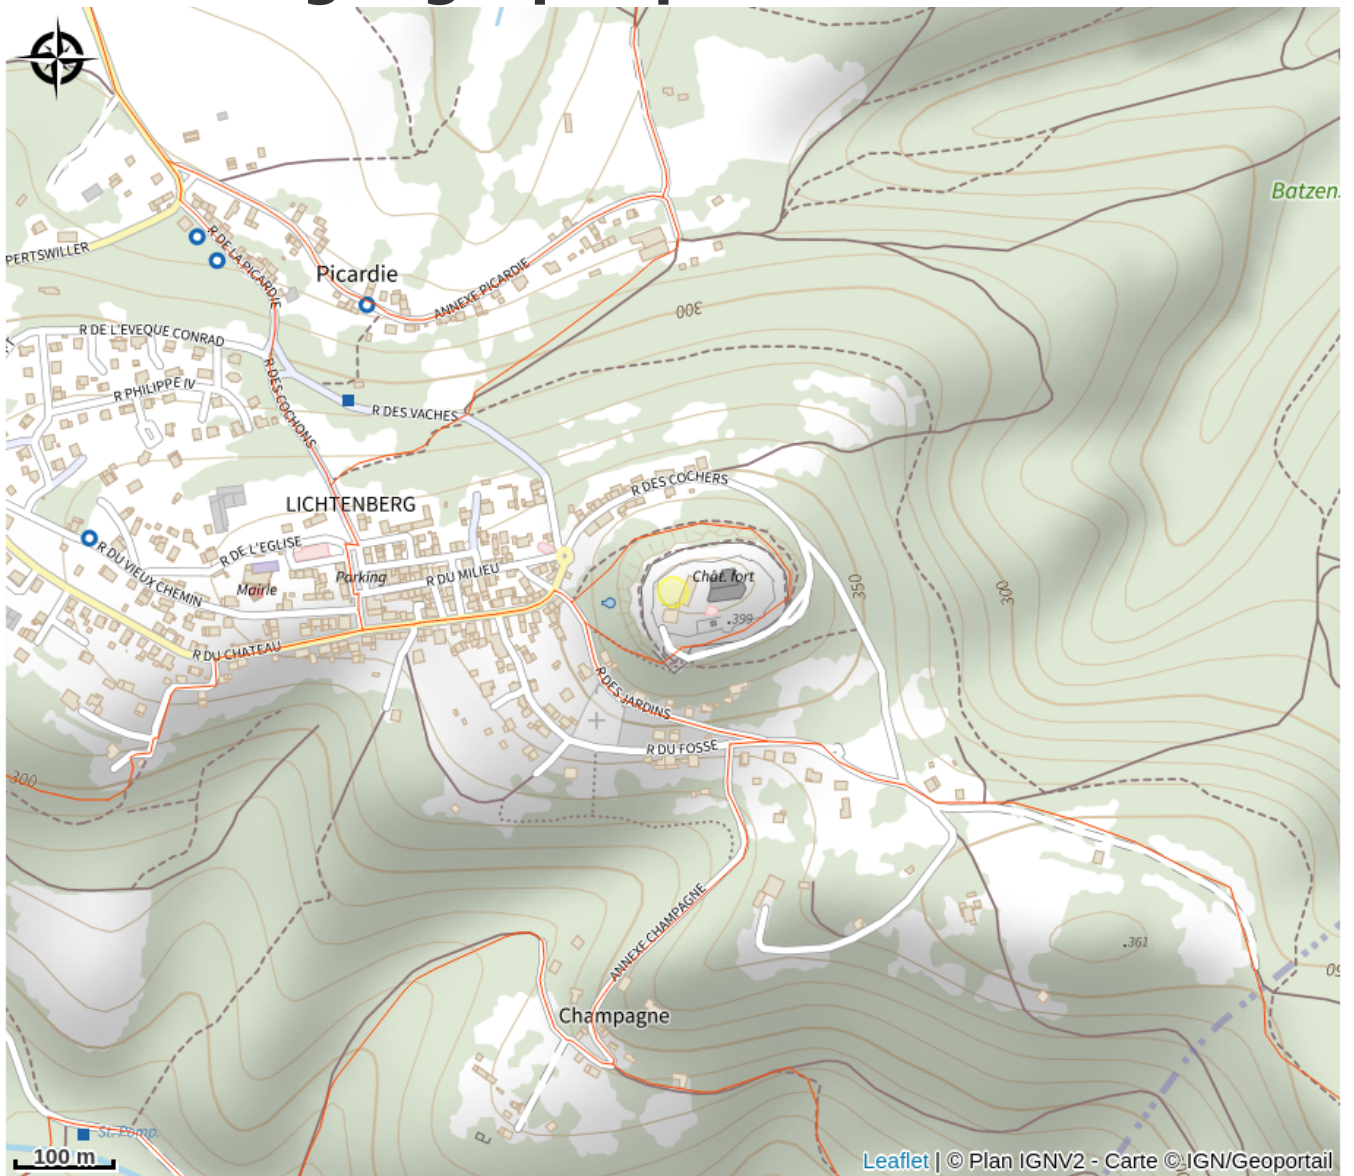 Batzen
PERTSWILLER
R DE LA PICARDIE
Picardie
ANNEXE PICARDIE
300
R DE L'EVEQUE CONRAD
R PHILIPPE IV
R DES COCHONS
R DES VACHES
R DES COCHERS
LICHTENBERG
R DE L'EGLISE
R DU VIEUX CHEMIN
Mairie
Parking
R DU MILIEU
Chât. fort
.399
350
300
R DU CHATEAU
R DES JARDINS
R DU FOSSE
300
ANNEXE CHAMPAGNE
.361
Champagne
St. Pomp.
100 m
Leaflet | © Plan IGNV2 - Carte © IGN/Geoportail